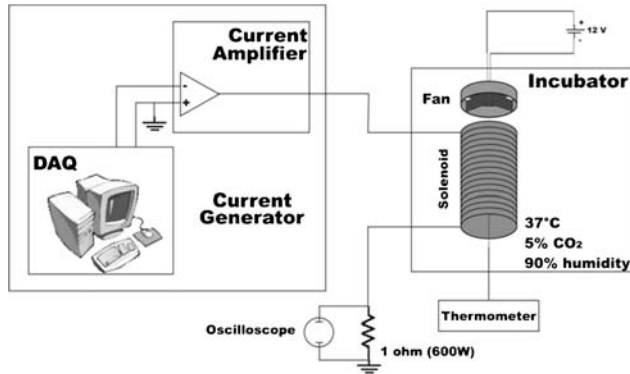 Current
Amplifier
-
+
DAQ
Current
Generator
+
12 V
-
Incubator
Fan
Solenoid
37°C
5% CO₂
90% humidity
Thermometer
Oscilloscope
1 ohm (600W)